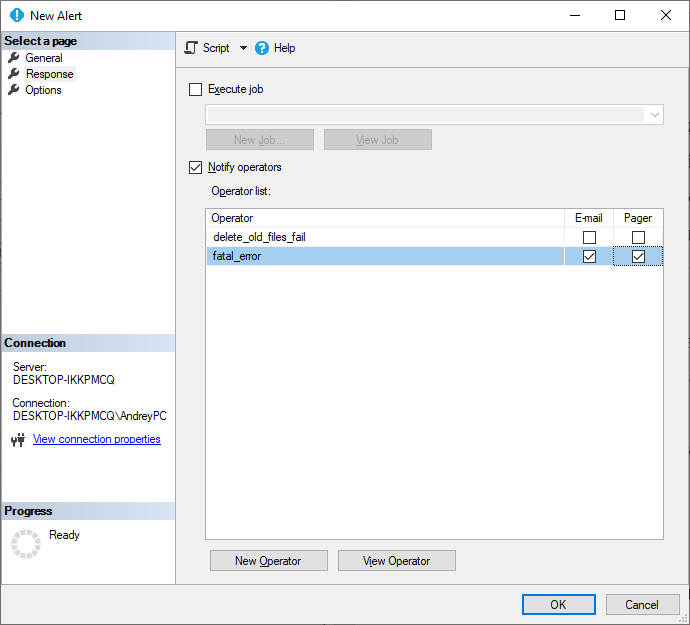 New Alert
Select a page
General
Response
Options
Script
Help
Execute job
New Job...
View Job
Notify operators
Operator list:
Operator E-mail Pager
delete_old_files_fail
fatal_error
Connection
Server:
DESKTOP-IKKPMCQ
Connection:
DESKTOP-IKKPMCQ\AndreyPC
View connection properties
Progress
Ready
New Operator
View Operator
OK
Cancel